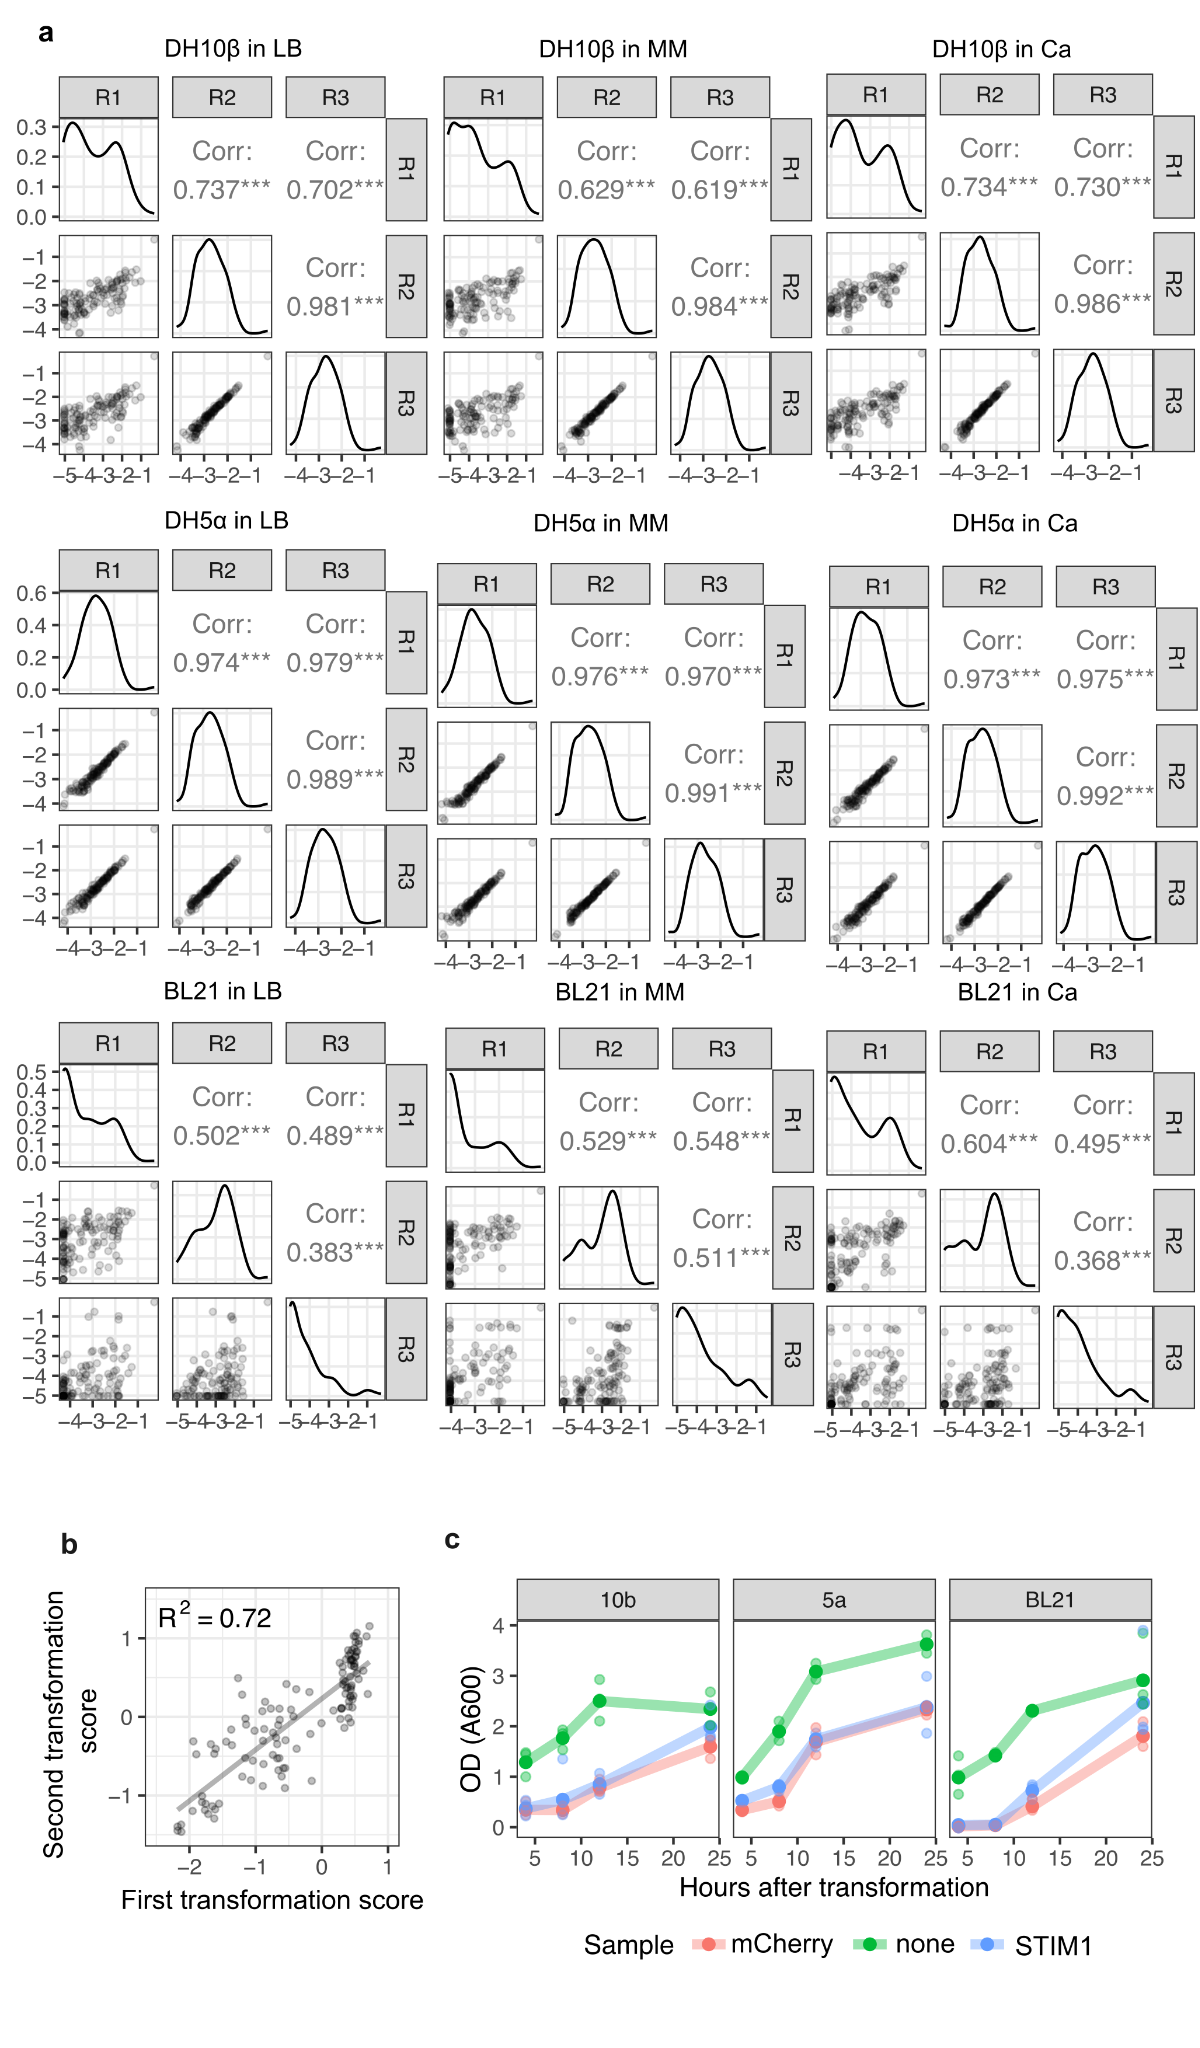 a
DH10β in LB
DH10β in MM
DH10β in Ca
R1 R2 R3
R1 R2 R3
R1 R2 R3
0.3
0.2
0.1
0.0
Corr: Corr:
0.737*** 0.702***
R1
Corr: Corr:
0.629*** 0.619***
R1
Corr: Corr:
0.734*** 0.730***
R1
−1
−2
−3
−4
Corr:
0.981***
R2
Corr:
0.984***
R2
Corr:
0.986***
R2
−1
−2
−3
−4
R3
R3
R3
−5−4−3−2−1 −4−3−2−1 −4−3−2−1
−5−4−3−2−1 −4−3−2−1 −4−3−2−1
−4−3−2−1 −4−3−2−1 −4−3−2−1
DH5α in LB
DH5α in MM
DH5α in Ca
R1 R2 R3
R1 R2 R3
R1 R2 R3
0.6
0.4
0.2
0.0
Corr: Corr:
0.974*** 0.979***
R1
Corr: Corr:
0.976*** 0.970***
R1
Corr: Corr:
0.973*** 0.975***
R1
−1
−2
−3
−4
Corr:
0.989***
R2
Corr:
0.991***
R2
Corr:
0.992***
R2
−1
−2
−3
−4
R3
R3
R3
−4−3−2−1 −4−3−2−1 −4−3−2−1
−4−3−2−1 −4−3−2−1 −4−3−2−1
−4−3−2−1 −4−3−2−1 −4−3−2−1
BL21 in LB
BL21 in MM
BL21 in Ca
R1 R2 R3
R1 R2 R3
R1 R2 R3
0.5
0.4
0.3
0.2
0.1
0.0
Corr: Corr:
0.502*** 0.489***
R1
Corr: Corr:
0.529*** 0.548***
R1
Corr: Corr:
0.604*** 0.495***
R1
−1
−2
−3
−4
−5
Corr:
0.383***
R2
Corr:
0.511***
R2
Corr:
0.368***
R2
−1
−2
−3
−4
−5
R3
R3
R3
−4−3−2−1 −5−4−3−2−1 −5−4−3−2−1
−4−3−2−1 −5−4−3−2−1 −5−4−3−2−1
−5−4−3−2−1 −5−4−3−2−1 −5−4−3−2−1
b
R2 = 0.72
Second transformation
score
1
0
−1
−2 −1 0 1
First transformation score
c
10b 5a BL21
OD (A600)
4
3
2
1
0
5 10 15 20 25 5 10 15 20 25 5 10 15 20 25
Hours after transformation
Sample mCherry none STIM1